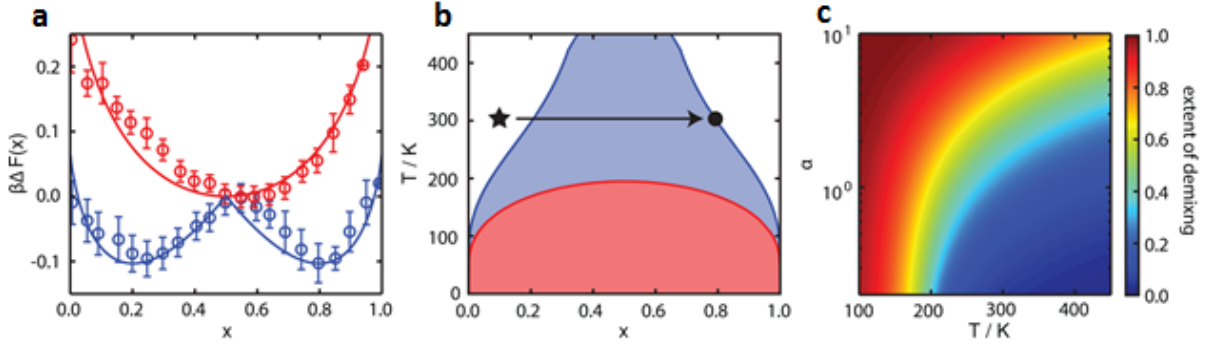 a
βΔ F(x)
0.2
0.1
0.0
-0.1
0.0 0.2 0.4 0.6 0.8 1.0
x
b
T / K
400
300
200
100
0
0.0 0.2 0.4 0.6 0.8 1.0
x
c
α
10¹
10⁰
100 200 300 400
T / K
1.0
0.8
0.6
0.4
0.2
0.0
extent of demixng